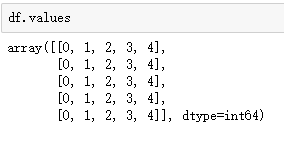 df.values
array([[0, 1, 2, 3, 4],
       [0, 1, 2, 3, 4],
       [0, 1, 2, 3, 4],
       [0, 1, 2, 3, 4],
       [0, 1, 2, 3, 4]], dtype=int64)